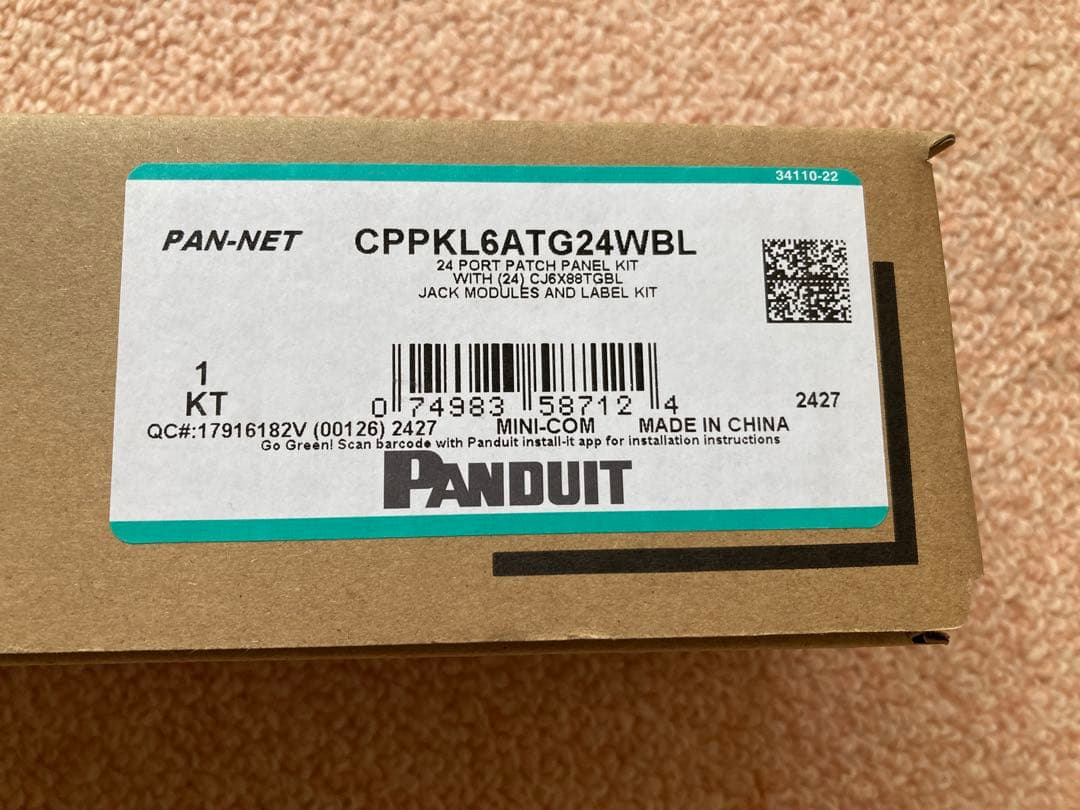 34110-22
PAN-NET CPPKL6ATG24WBL
24 PORT PATCH PANEL KIT
WITH (24) CJ6X88TGBL
JACK MODULES AND LABEL KIT
1
KT
0 74983 58712 4
2427
QC#:17916182V (00126) 2427 MINI-COM MADE IN CHINA
Go Green! Scan barcode with Panduit install-it app for installation instructions
PANDUIT